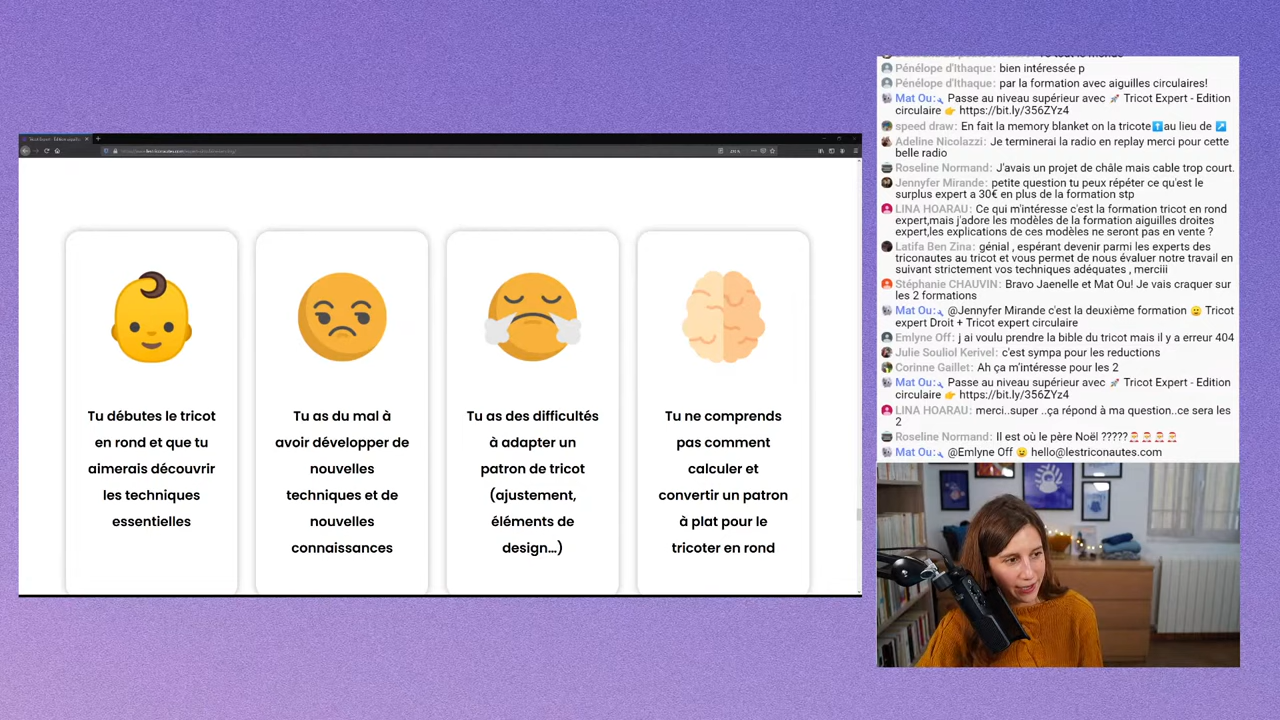 Tu débutes le tricot
en rond et que tu
aimerais découvrir
les techniques
essentielles
Tu as du mal à
avoir développer de
nouvelles
techniques et de
nouvelles
connaissances
Tu as des difficultés
à adapter un
patron de tricot
(ajustement,
éléments de
design...)
Tu ne comprends
pas comment
calculer et
convertir un patron
à plat pour le
tricoter en rond
Pénélope d'Ithaque: bien intéressée p
Pénélope d'Ithaque: par la formation avec aiguilles circulaires!
Mat Ou: Passe au niveau supérieur avec 🚀 Tricot Expert - Edition
circulaire 👉 https://bit.ly/356ZYz4
speed draw: En fait la memory blanket on la tricote⬆️au lieu de ↗️
Adeline Nicolazzi: Je terminerai la radio en replay merci pour cette
belle radio
Roseline Normand: J'avais un projet de châle mais cable trop court.
Jennyfer Mirande: petite question tu peux répéter ce qu'est le
surplus expert a 30€ en plus de la formation stp
LINA HOARAU: Ce qui m'intéresse c'est la formation tricot en rond
expert,mais j'adore les modèles de la formation aiguilles droites
expert,les explications de ces modèles ne seront pas en vente ?
Latifa Ben Zina: génial , espérant devenir parmi les experts des
triconautes au tricot et vous permet de nous évaluer notre travail en
suivant strictement vos techniques adéquates , merciii
Stéphanie CHAUVIN: Bravo Jaenelle et Mat Ou! Je vais craquer sur
les 2 formations
Mat Ou: @Jennyfer Mirande c'est la deuxième formation 🙂 Tricot
expert Droit + Tricot expert circulaire
Emlyne Off: j ai voulu prendre la bible du tricot mais il y a erreur 404
Julie Souliol Kerivel: c'est sympa pour les reductions
Corinne Gaillet: Ah ça m'intéresse pour les 2
Mat Ou: Passe au niveau supérieur avec 🚀 Tricot Expert - Edition
circulaire 👉 https://bit.ly/356ZYz4
LINA HOARAU: merci..super ..ça répond à ma question..ce sera les
2
Roseline Normand: Il est où le père Noël ?????🎅🎅🎅🎅
Mat Ou: @Emlyne Off 😉 hello@lestriconautes.com